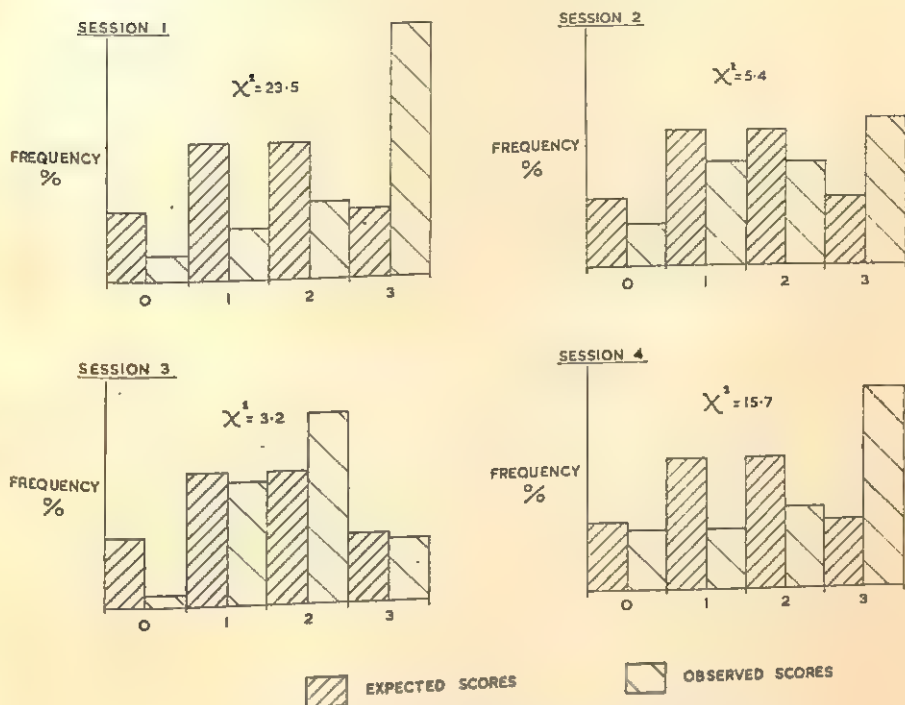 SESSION 1
χ²=23·5
FREQUENCY
%
0 1 2 3
SESSION 2
χ²=5·4
0 1 2 3
SESSION 3
χ²=3·2
FREQUENCY
%
0 1 2 3
SESSION 4
χ²=15·7
FREQUENCY
%
0 1 2 3
EXPECTED SCORES
OBSERVED SCORES